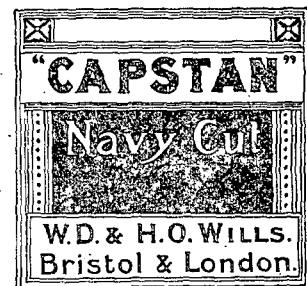 "CAPSTAN"
Navy Cut
W.D. & H.O. WILLS.
Bristol & London.